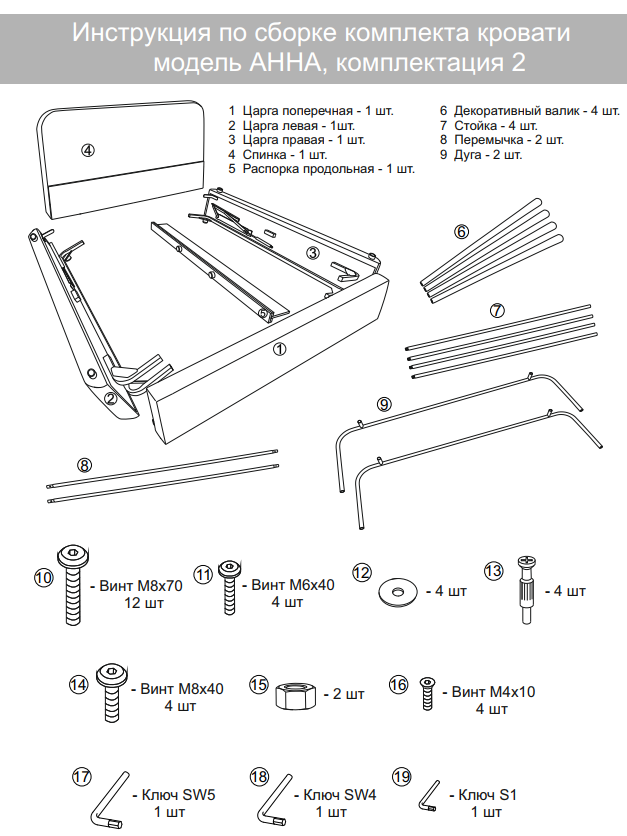 Инструкция по сборке комплекта кровати
модель АННА, комплектация 2
1 Царга поперечная - 1 шт.
2 Царга левая - 1шт.
3 Царга правая - 1 шт.
4 Спинка - 1 шт.
5 Распорка продольная - 1 шт.
6 Декоративный валик - 4 шт.
7 Стойка - 4 шт.
8 Перемычка - 2 шт.
9 Дуга - 2 шт.
4
3
6
5
7
1
2
9
8
10 - Винт М8х70
12 шт
11 - Винт М6х40
4 шт
12 - 4 шт
13 - 4 шт
14 - Винт М8х40
4 шт
15 - 2 шт
16 - Винт М4х10
4 шт
17 - Ключ SW5
1 шт
18 - Ключ SW4
1 шт
19 - Ключ S1
1 шт